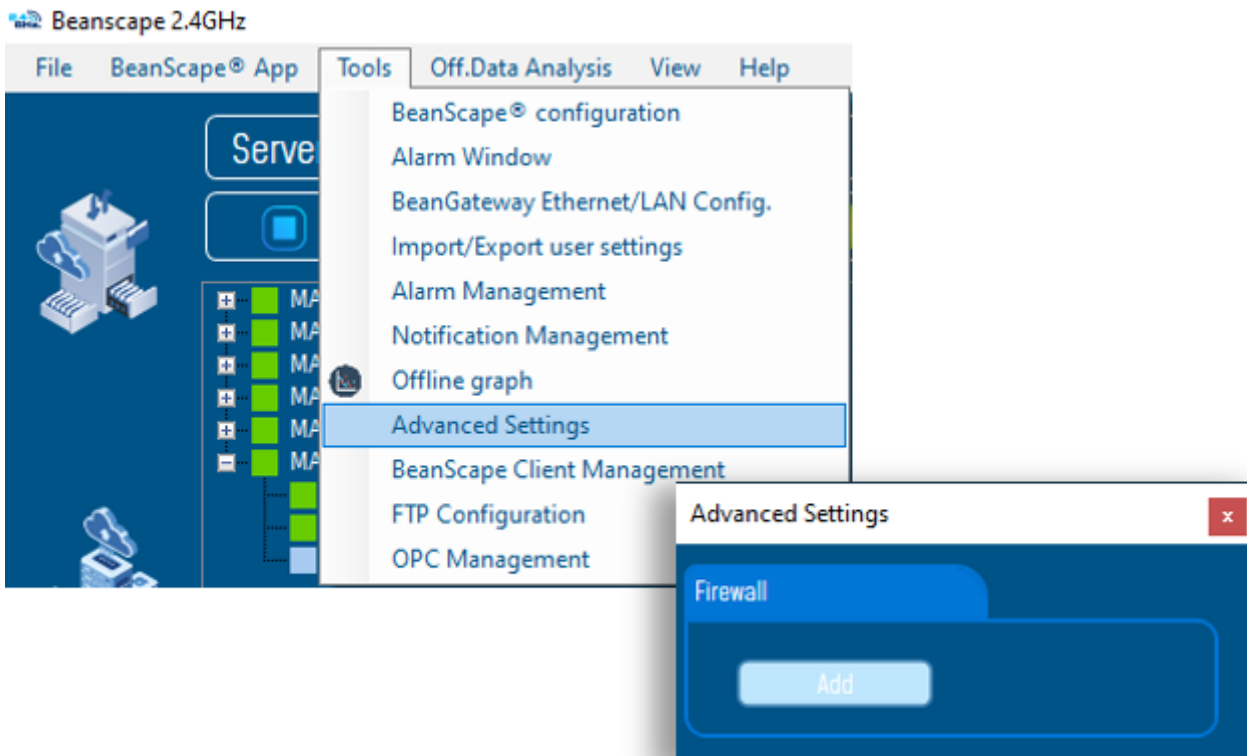 Beanscape 2.4GHz
File BeanScape® App Tools Off.Data Analysis View Help
BeanScape® configuration
Alarm Window
BeanGateway Ethernet/LAN Config.
Import/Export user settings
Alarm Management
Notification Management
Offline graph
Advanced Settings
BeanScape Client Management
FTP Configuration
OPC Management
Advanced Settings
Firewall
Add